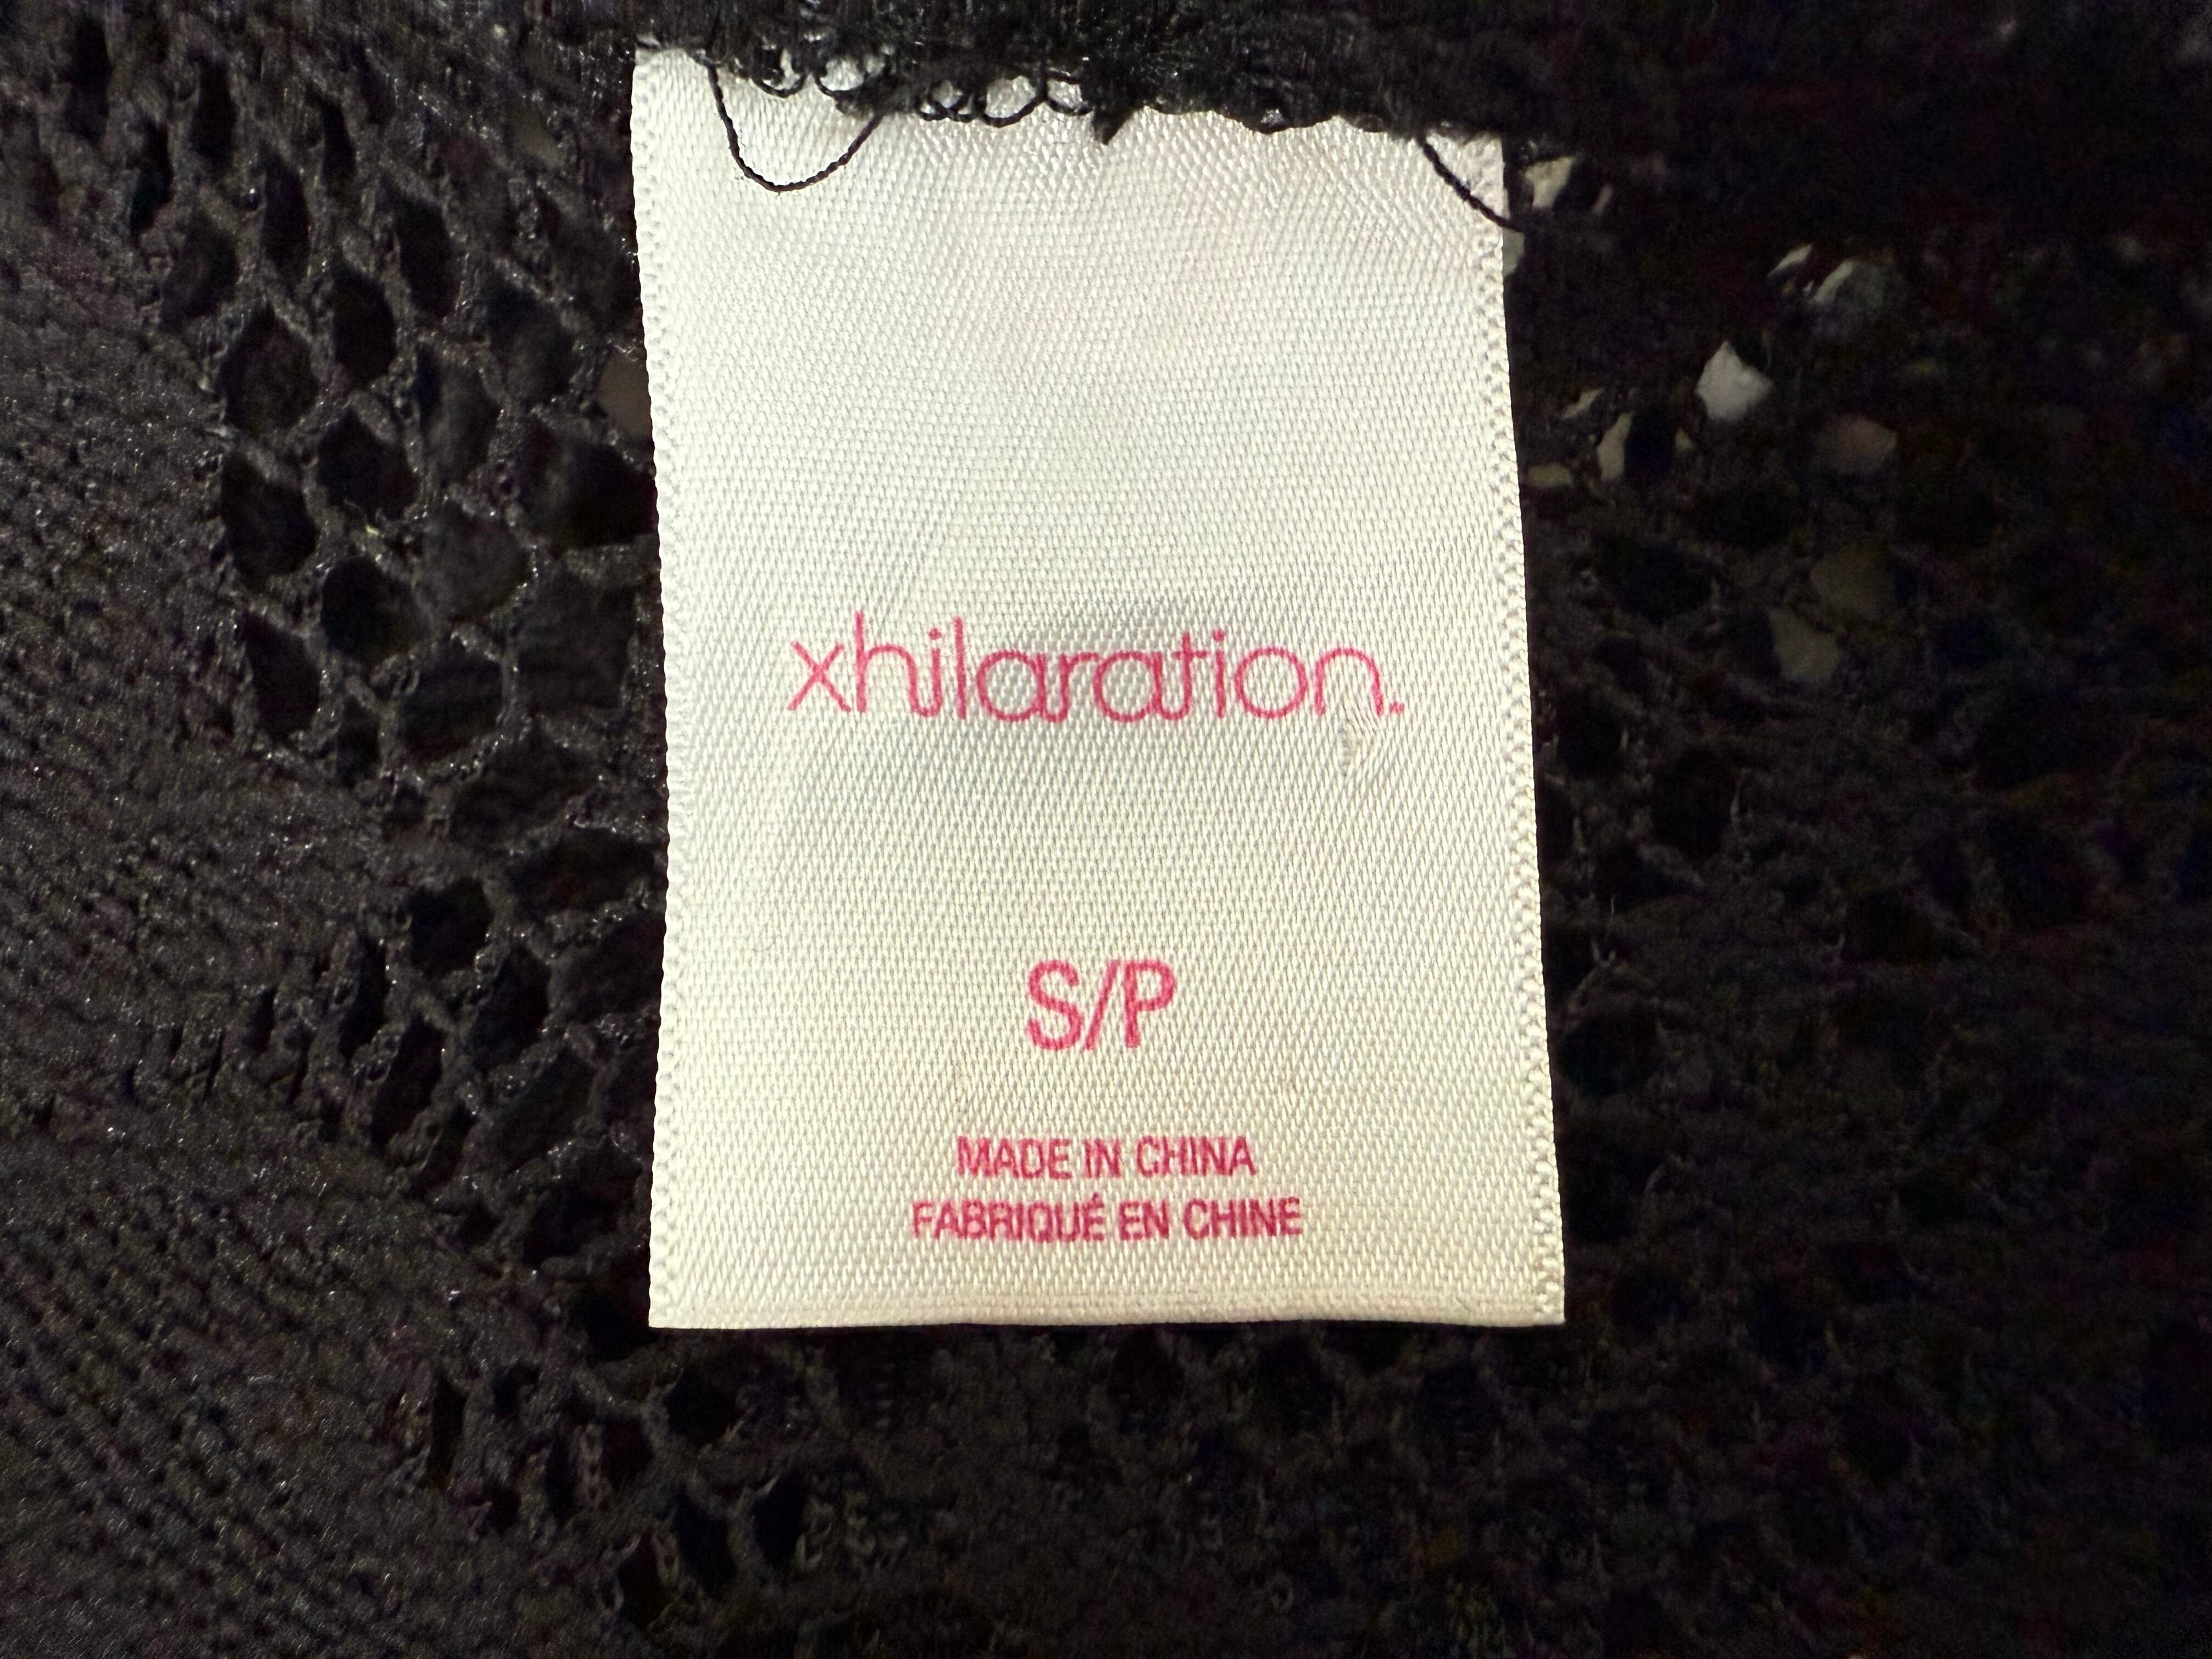 xhilaration.
S/P
MADE IN CHINA
FABRIQUÉ EN CHINE